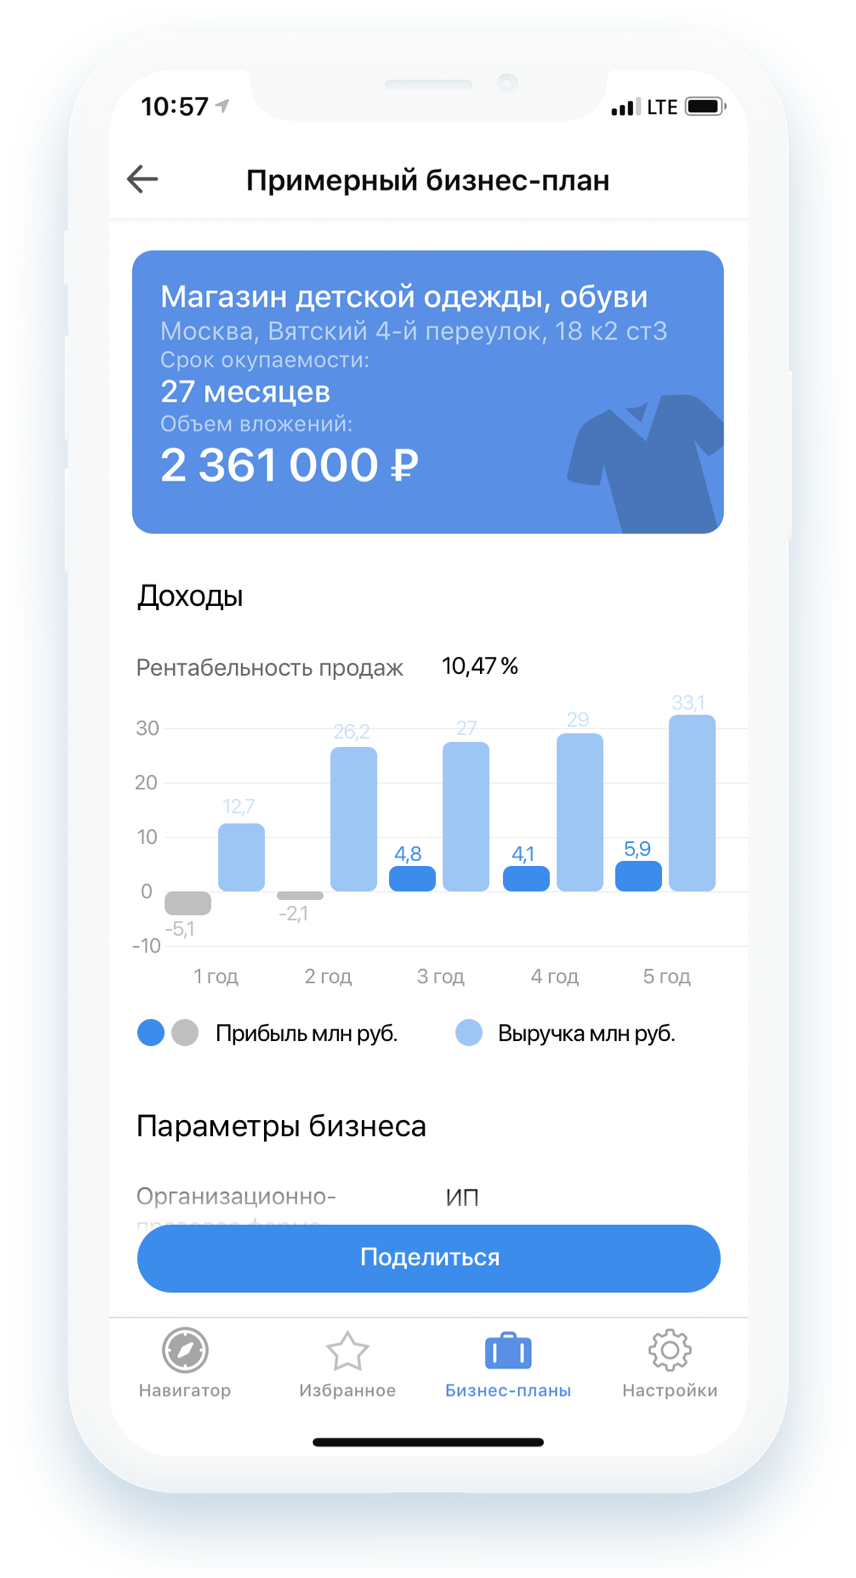 10:57
LTE
Примерный бизнес-план
Магазин детской одежды, обуви
Москва, Вятский 4-й переулок, 18 к2 ст3
Срок окупаемости:
27 месяцев
Объем вложений:
2 361 000 ₽
Доходы
Рентабельность продаж 10,47 %
30
20
10
0
-10
-5,1
12,7
-2,1
26,2
4,8
27
4,1
29
5,9
33,1
1 год 2 год 3 год 4 год 5 год
Прибыль млн руб. Выручка млн руб.
Параметры бизнеса
Организационно- ИП
правовая форма
Поделиться
Навигатор Избранное Бизнес-планы Настройки